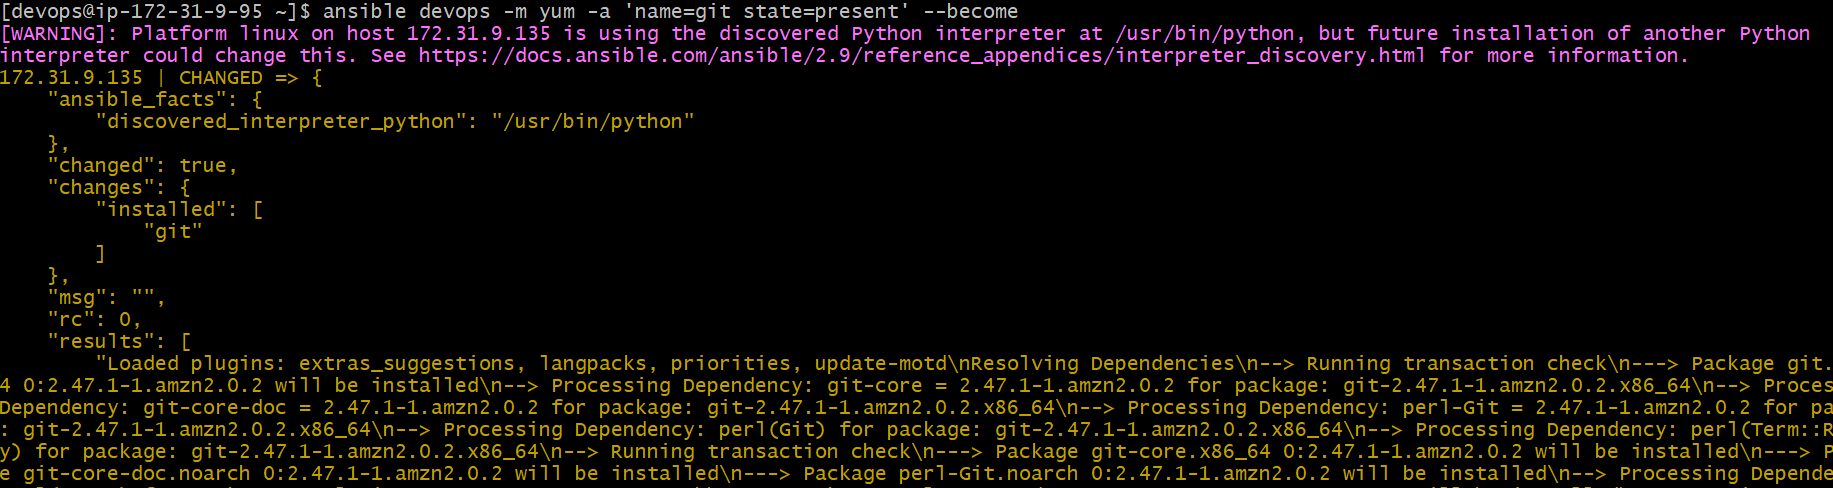 [devops@ip-172-31-9-95 ~]$ ansible devops -m yum -a 'name=git state=present' --become
[WARNING]: Platform linux on host 172.31.9.135 is using the discovered Python interpreter at /usr/bin/python, but future installation of another Python
interpreter could change this. See https://docs.ansible.com/ansible/2.9/reference_appendices/interpreter_discovery.html for more information.
172.31.9.135 | CHANGED => {
    "ansible_facts": {
        "discovered_interpreter_python": "/usr/bin/python"
    },
    "changed": true,
    "changes": {
        "installed": [
            "git"
        ]
    },
    "msg": "",
    "rc": 0,
    "results": [
        "Loaded plugins: extras_suggestions, langpacks, priorities, update-motd\nResolving Dependencies\n--> Running transaction check\n---> Package git.
4 0:2.47.1-1.amzn2.0.2 will be installed\n--> Processing Dependency: git-core = 2.47.1-1.amzn2.0.2 for package: git-2.47.1-1.amzn2.0.2.x86_64\n--> Proces
Dependency: git-core-doc = 2.47.1-1.amzn2.0.2 for package: git-2.47.1-1.amzn2.0.2.x86_64\n--> Processing Dependency: perl-Git = 2.47.1-1.amzn2.0.2 for pa
: git-2.47.1-1.amzn2.0.2.x86_64\n--> Processing Dependency: perl(Git) for package: git-2.47.1-1.amzn2.0.2.x86_64\n--> Processing Dependency: perl(Term::R
y) for package: git-2.47.1-1.amzn2.0.2.x86_64\n--> Running transaction check\n---> Package git-core.x86_64 0:2.47.1-1.amzn2.0.2 will be installed\n---> P
e git-core-doc.noarch 0:2.47.1-1.amzn2.0.2 will be installed\n---> Package perl-Git.noarch 0:2.47.1-1.amzn2.0.2 will be installed\n--> Processing Depende